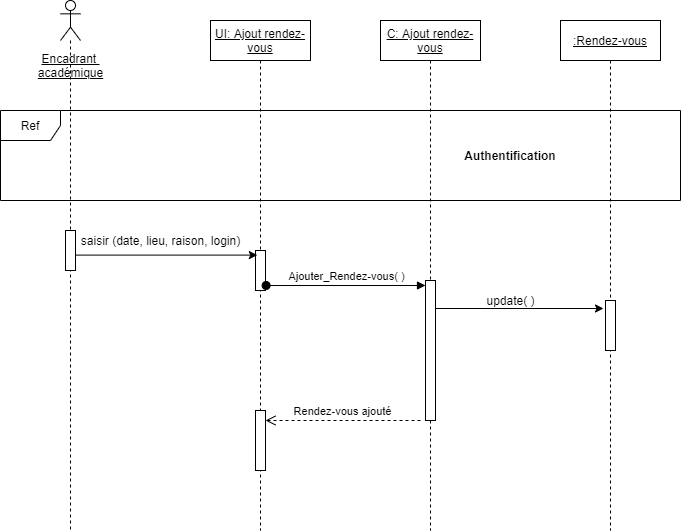 Encadrant
académique
UI: Ajout rendez-
vous
C: Ajout rendez-
vous
:Rendez-vous
Ref
Authentification
saisir (date, lieu, raison, login)
Ajouter_Rendez-vous( )
update( )
Rendez-vous ajouté